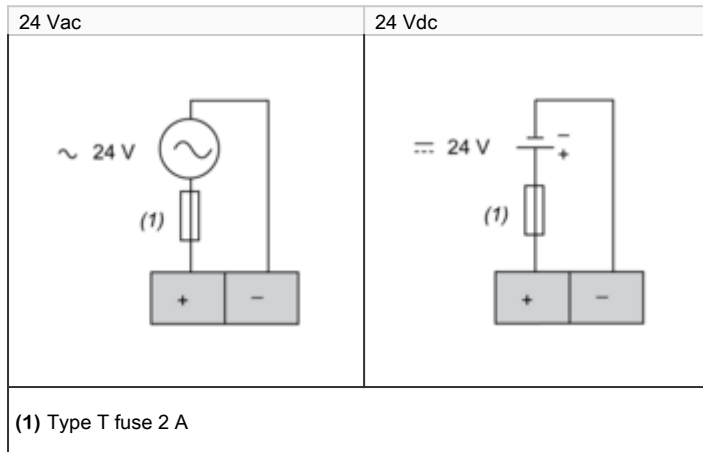 24 Vac
24 Vdc
~ 24 V
(1)
+ −
⎓ 24 V
−
+
(1)
+ −
(1) Type T fuse 2 A